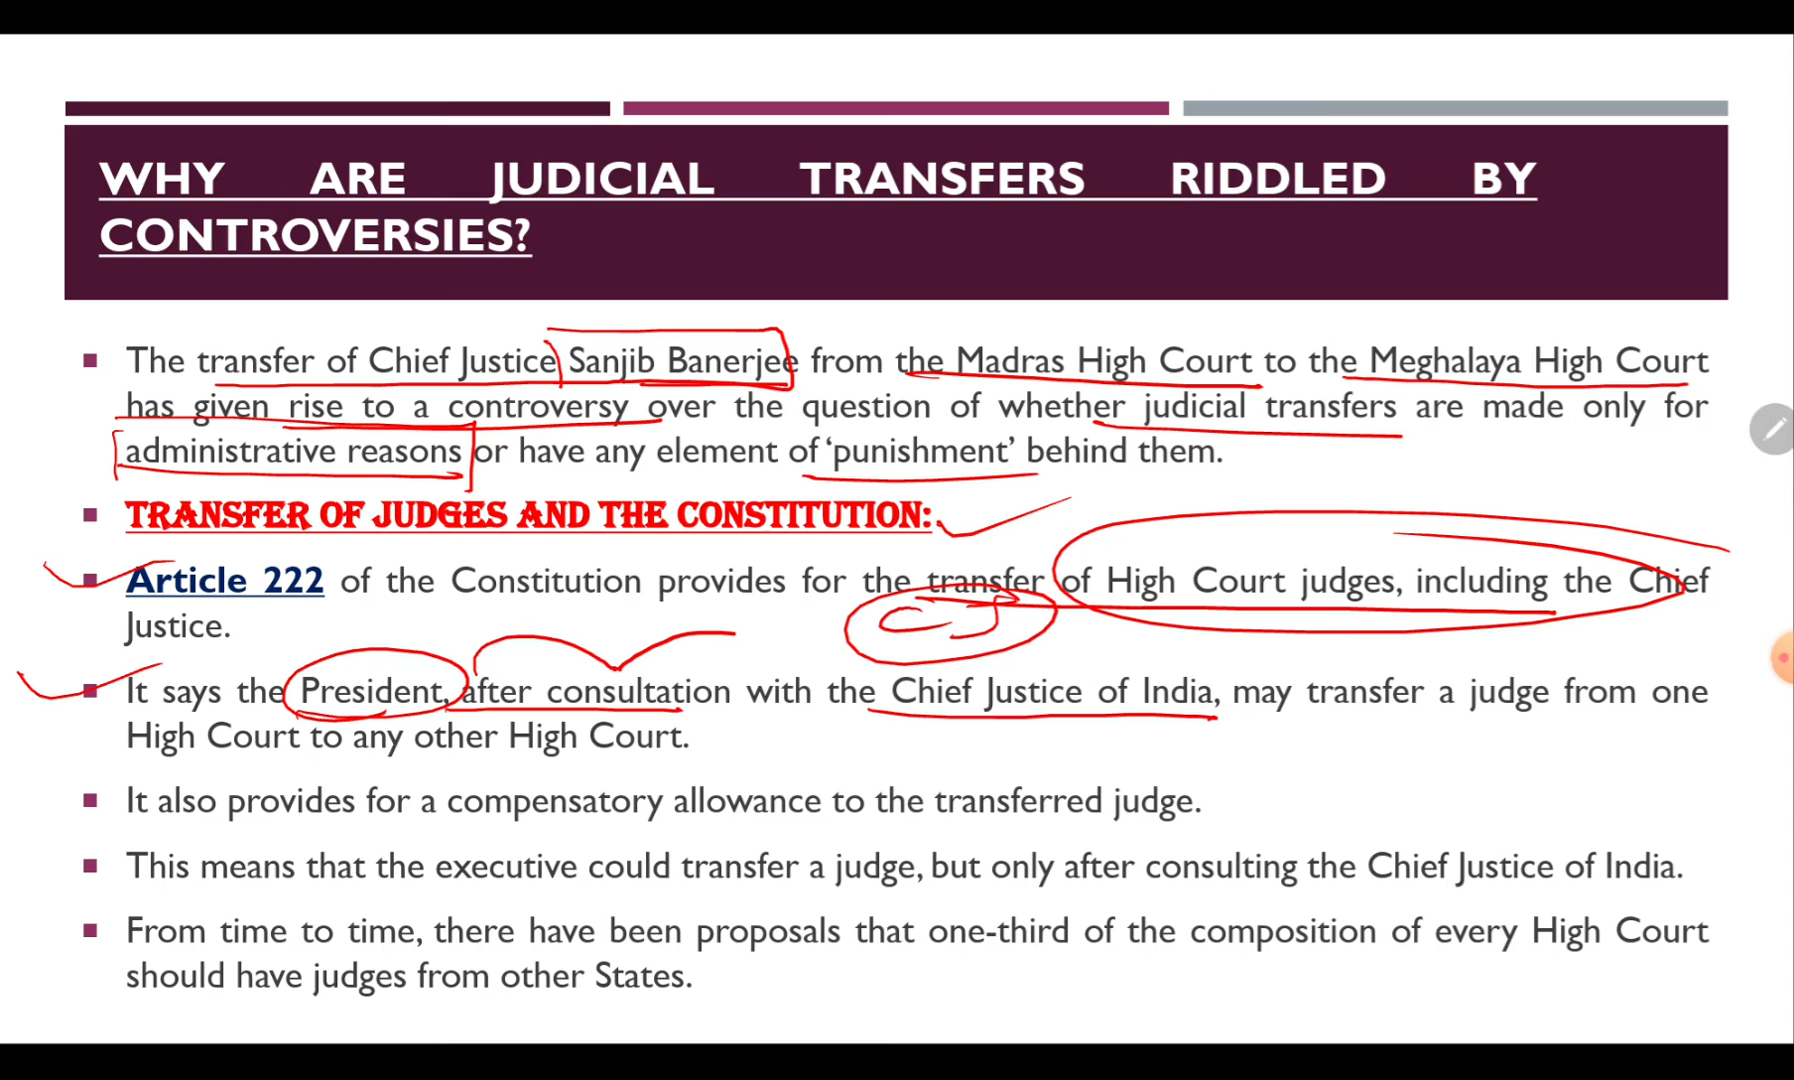 WHY ARE JUDICIAL TRANSFERS RIDDLED BY
CONTROVERSIES?
The transfer of Chief Justice Sanjib Banerjee from the Madras High Court to the Meghalaya High Court
has given rise to a controversy over the question of whether judicial transfers are made only for
administrative reasons or have any element of ‘punishment’ behind them.
TRANSFER OF JUDGES AND THE CONSTITUTION:
Article 222 of the Constitution provides for the transfer of High Court judges, including the Chief
Justice.
CJ
It says the President, after consultation with the Chief Justice of India, may transfer a judge from one
High Court to any other High Court.
It also provides for a compensatory allowance to the transferred judge.
This means that the executive could transfer a judge, but only after consulting the Chief Justice of India.
From time to time, there have been proposals that one-third of the composition of every High Court
should have judges from other States.